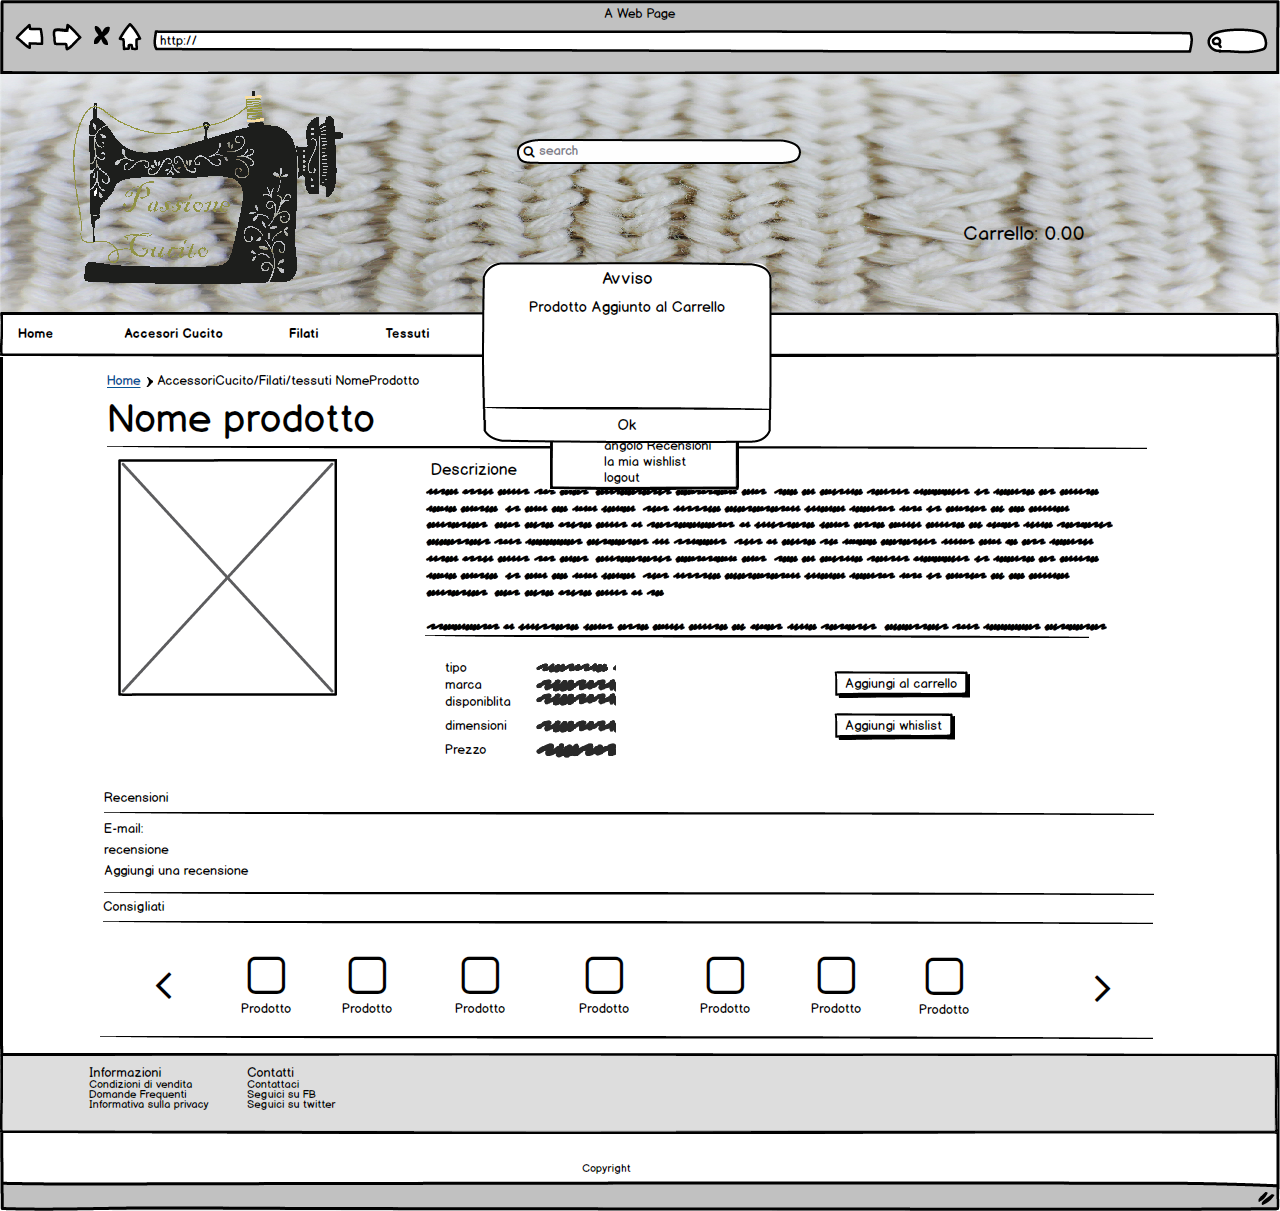 A Web Page
http://
search
Passione
Cucito
Carrello: 0.00
Avviso
Prodotto Aggiunto al Carrello
Ok
Home Accesori Cucito Filati Tessuti
Home AccessoriCucito/Filati/tessuti NomeProdotto
Nome prodotto
angolo Recensioni
la mia wishlist
logout
Descrizione
tipo
marca
disponiblita
dimensioni
Prezzo
Aggiungi al carrello
Aggiungi whislist
Recensioni
E-mail:
recensione
Aggiungi una recensione
Consigliati
Prodotto Prodotto Prodotto Prodotto Prodotto Prodotto Prodotto
Informazioni
Condizioni di vendita
Domande Frequenti
Informativa sulla privacy
Contatti
Contattaci
Seguici su FB
Seguici su twitter
Copyright